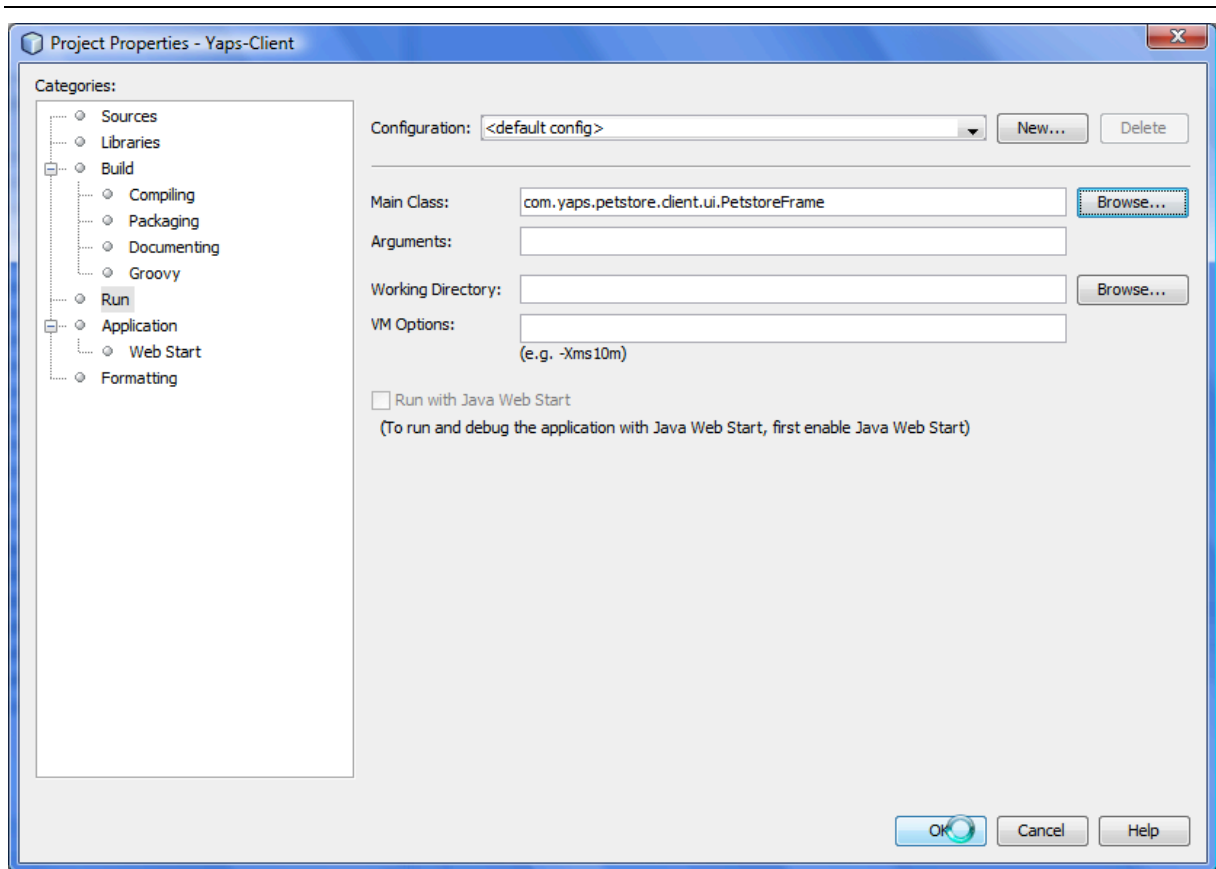 Project Properties - Yaps-Client
Categories:
Sources
Libraries
Build
Compiling
Packaging
Documenting
Groovy
Run
Application
Web Start
Formatting
Configuration: <default config> New... Delete
Main Class: com.yaps.petstore.client.ui.PetstoreFrame Browse...
Arguments:
Working Directory: Browse...
VM Options:
(e.g. -Xms10m)
Run with Java Web Start
(To run and debug the application with Java Web Start, first enable Java Web Start)
OK Cancel Help